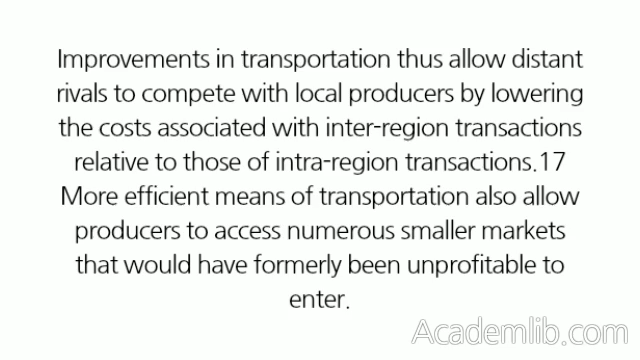 Improvements in transportation thus allow distant
rivals to compete with local producers by lowering
the costs associated with inter-region transactions
relative to those of intra-region transactions.17
More efficient means of transportation also allow
producers to access numerous smaller markets
that would have formerly been unprofitable to
enter.
Academlib.com